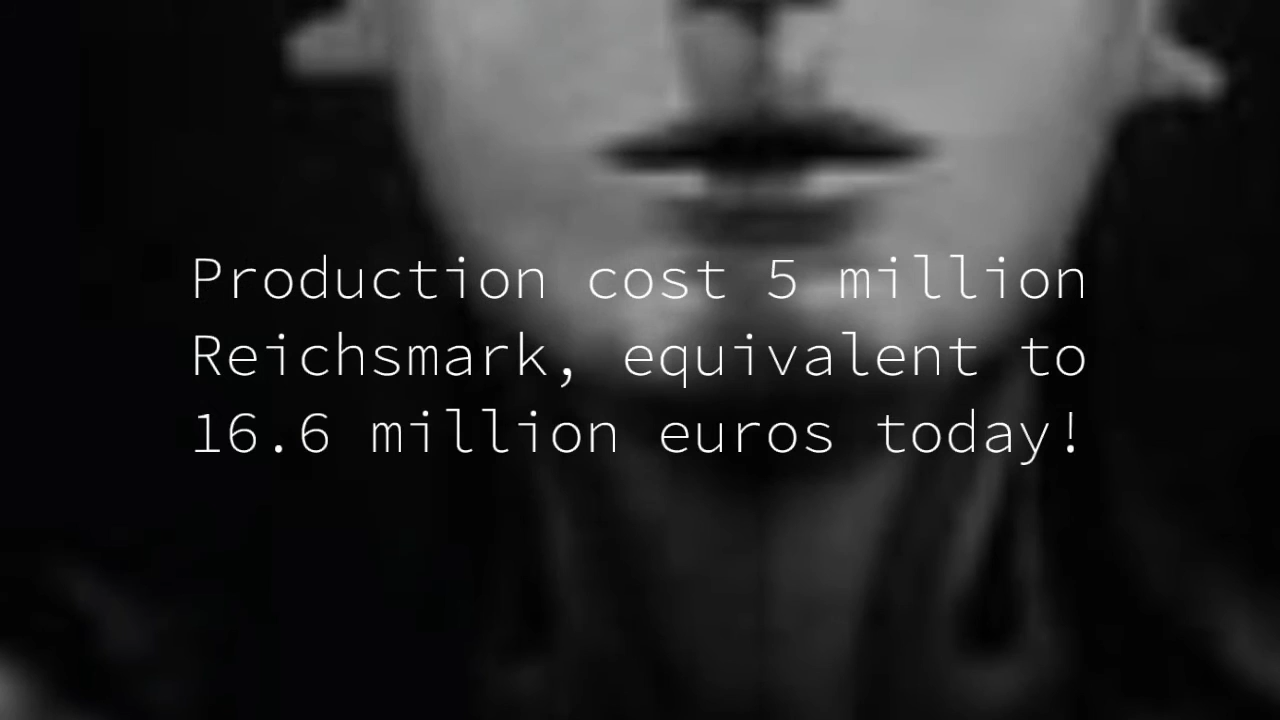 Production cost 5 million
Reichsmark, equivalent to
16.6 million euros today!